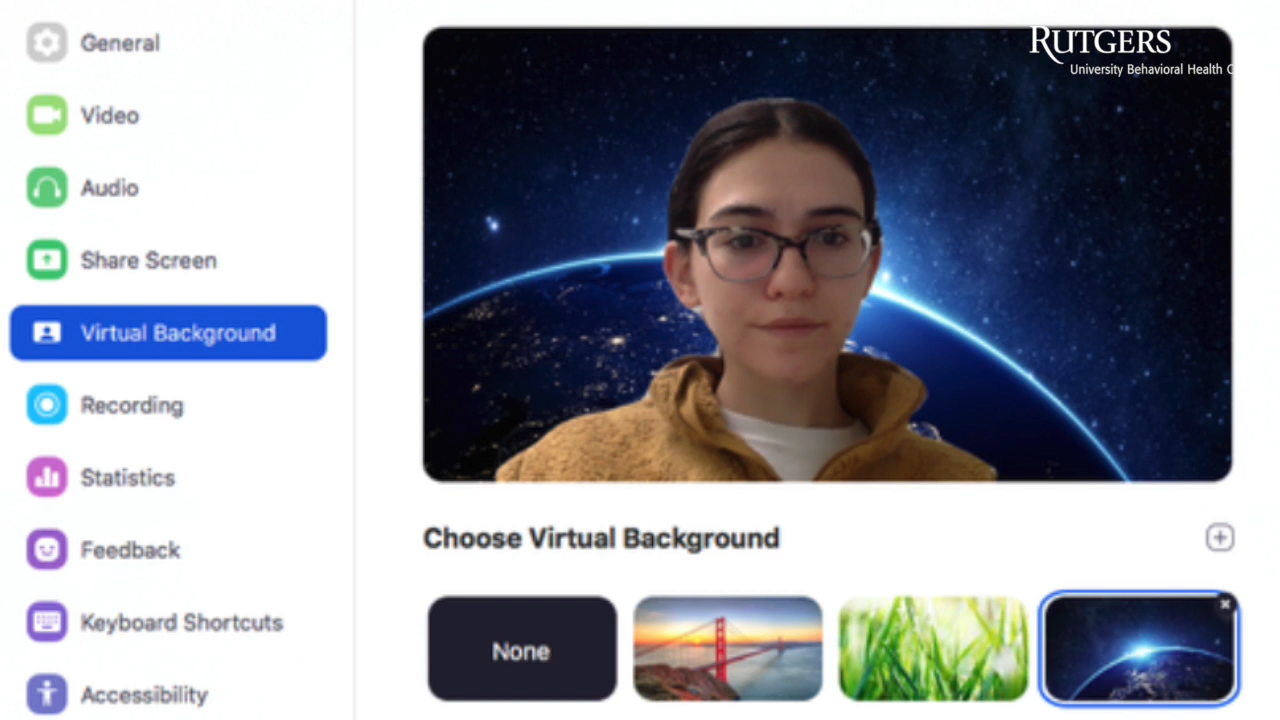 General
Video
Audio
Share Screen
Virtual Background
Recording
Statistics
Feedback
Keyboard Shortcuts
Accessibility
RUTGERS
University Behavioral Health C
Choose Virtual Background
None